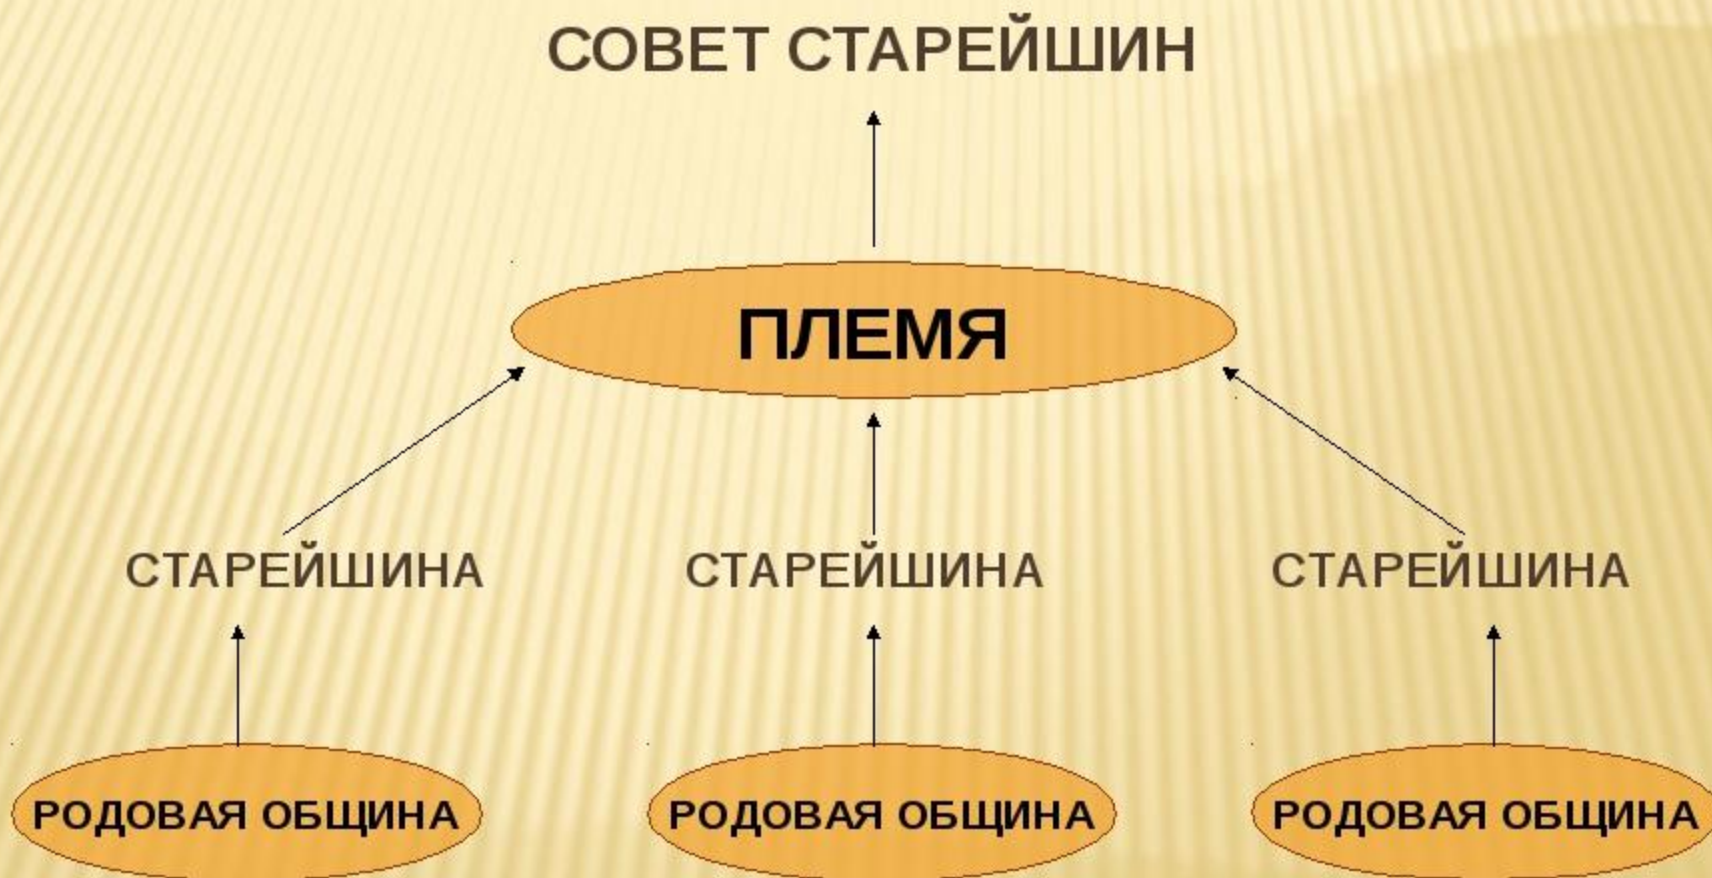 СОВЕТ СТАРЕЙШИН
ПЛЕМЯ
СТАРЕЙШИНА СТАРЕЙШИНА СТАРЕЙШИНА
РОДОВАЯ ОБЩИНА РОДОВАЯ ОБЩИНА РОДОВАЯ ОБЩИНА